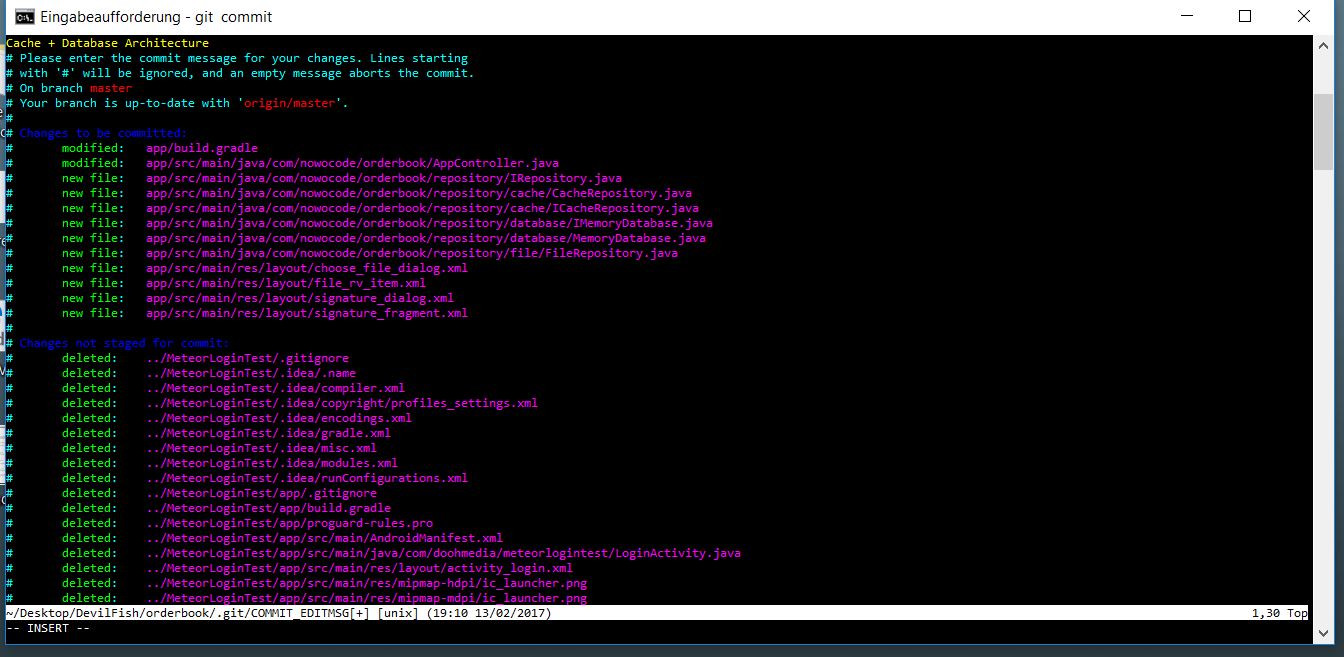 Eingabeaufforderung - git commit
Cache + Database Architecture
# Please enter the commit message for your changes. Lines starting
# with '#' will be ignored, and an empty message aborts the commit.
# On branch master
# Your branch is up-to-date with 'origin/master'.
#
# Changes to be committed:
#       modified:   app/build.gradle
#       modified:   app/src/main/java/com/nowocode/orderbook/AppController.java
#       new file:   app/src/main/java/com/nowocode/orderbook/repository/IRepository.java
#       new file:   app/src/main/java/com/nowocode/orderbook/repository/cache/CacheRepository.java
#       new file:   app/src/main/java/com/nowocode/orderbook/repository/cache/ICacheRepository.java
#       new file:   app/src/main/java/com/nowocode/orderbook/repository/database/IMemoryDatabase.java
#       new file:   app/src/main/java/com/nowocode/orderbook/repository/database/MemoryDatabase.java
#       new file:   app/src/main/java/com/nowocode/orderbook/repository/file/FileRepository.java
#       new file:   app/src/main/res/layout/choose_file_dialog.xml
#       new file:   app/src/main/res/layout/file_rv_item.xml
#       new file:   app/src/main/res/layout/signature_dialog.xml
#       new file:   app/src/main/res/layout/signature_fragment.xml
#
# Changes not staged for commit:
#       deleted:    ../MeteorLoginTest/.gitignore
#       deleted:    ../MeteorLoginTest/.idea/.name
#       deleted:    ../MeteorLoginTest/.idea/compiler.xml
#       deleted:    ../MeteorLoginTest/.idea/copyright/profiles_settings.xml
#       deleted:    ../MeteorLoginTest/.idea/encodings.xml
#       deleted:    ../MeteorLoginTest/.idea/gradle.xml
#       deleted:    ../MeteorLoginTest/.idea/misc.xml
#       deleted:    ../MeteorLoginTest/.idea/modules.xml
#       deleted:    ../MeteorLoginTest/.idea/runConfigurations.xml
#       deleted:    ../MeteorLoginTest/app/.gitignore
#       deleted:    ../MeteorLoginTest/app/build.gradle
#       deleted:    ../MeteorLoginTest/app/proguard-rules.pro
#       deleted:    ../MeteorLoginTest/app/src/main/AndroidManifest.xml
#       deleted:    ../MeteorLoginTest/app/src/main/java/com/doohmedia/meteorlogintest/LoginActivity.java
#       deleted:    ../MeteorLoginTest/app/src/main/res/layout/activity_login.xml
#       deleted:    ../MeteorLoginTest/app/src/main/res/mipmap-hdpi/ic_launcher.png
#       deleted:    ../MeteorLoginTest/app/src/main/res/mipmap-mdpi/ic_launcher.png
~/Desktop/DevilFish/orderbook/.git/COMMIT_EDITMSG[+] [unix] (19:10 13/02/2017) 1,30 Top
-- INSERT --